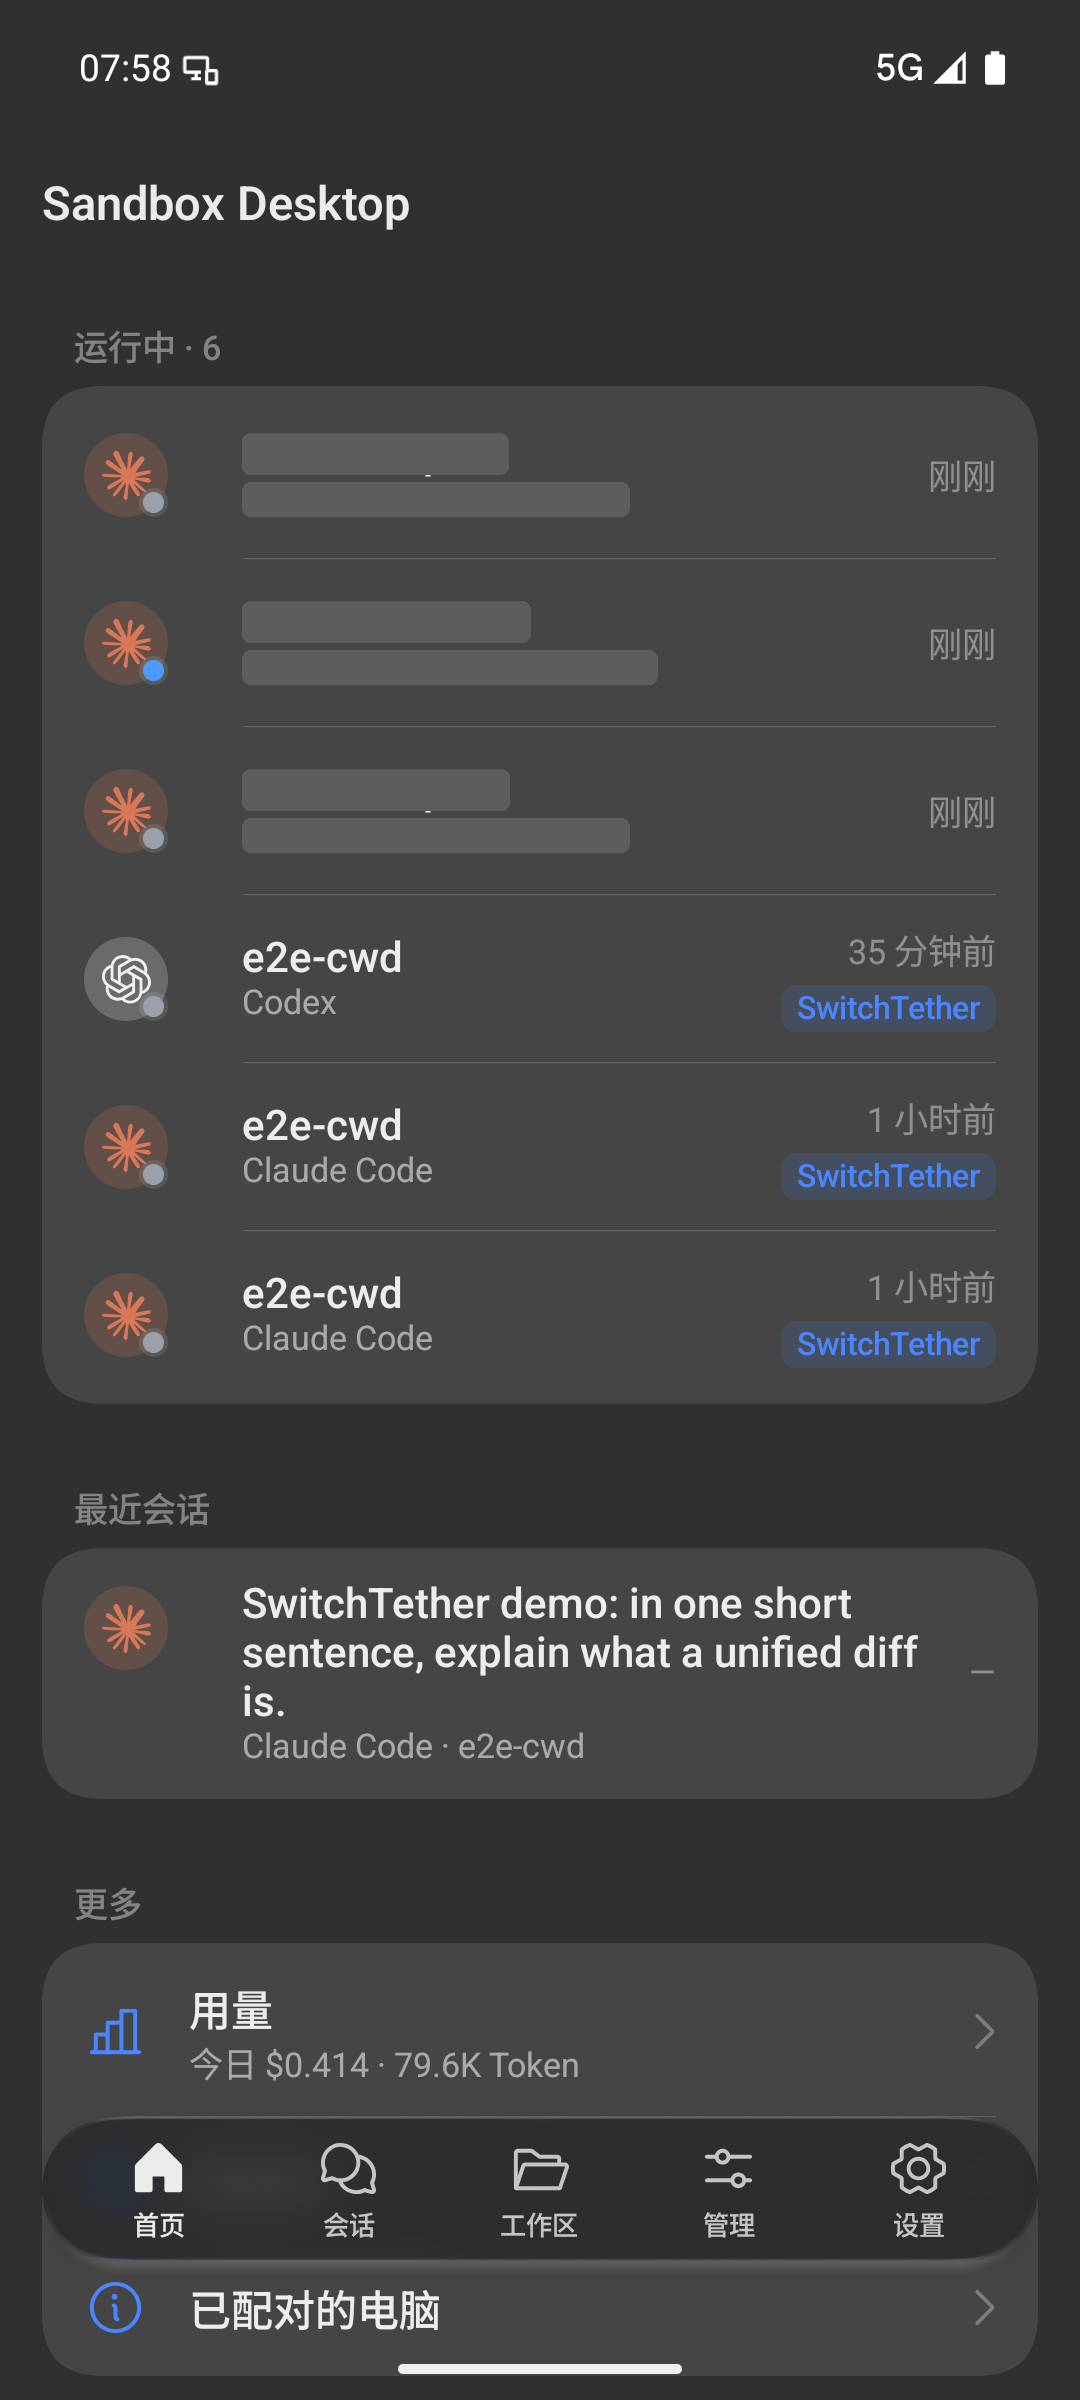 07:58
5G
Sandbox Desktop
运行中 · 6
刚刚
刚刚
刚刚
e2e-cwd
35 分钟前
Codex
SwitchTether
e2e-cwd
1 小时前
Claude Code
SwitchTether
e2e-cwd
1 小时前
Claude Code
SwitchTether
最近会话
SwitchTether demo: in one short
sentence, explain what a unified diff
is.
—
Claude Code · e2e-cwd
更多
用量
今日 $0.414 · 79.6K Token
首页
会话
工作区
管理
设置
已配对的电脑